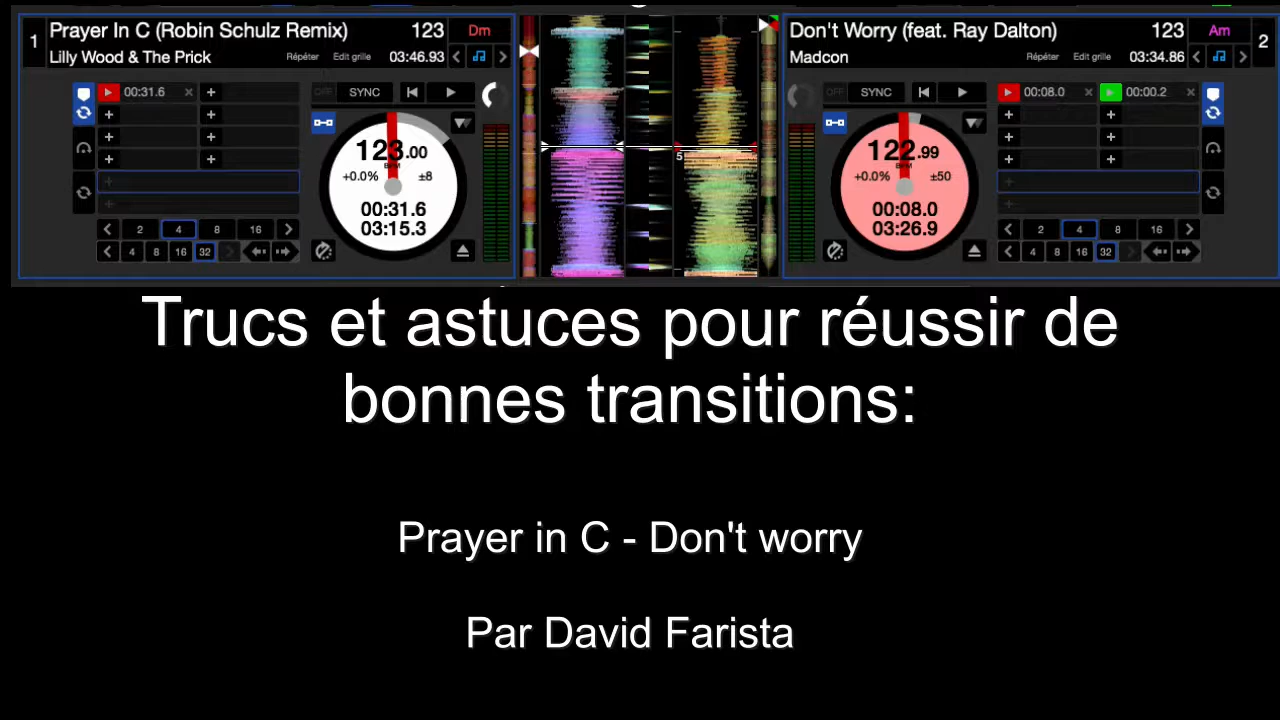 1 Prayer In C (Robin Schulz Remix) 123 Dm
Lilly Wood & The Prick Répéter Edit grille 03:46.93
00:31.6
OFF SYNC
123.00
BPM
+0.0% ±8
00:31.6
03:15.3
2 4 8 16
4 8 16 32
5
Don't Worry (feat. Ray Dalton) 123 Am 2
Madcon Répéter Edit grille 03:34.86
OFF SYNC
00:08.0 00:00.2
122.99
BPM
+0.0% ±50
00:08.0
03:26.9
2 4 8 16
4 8 16 32
Trucs et astuces pour réussir de
bonnes transitions:
Prayer in C - Don't worry
Par David Farista